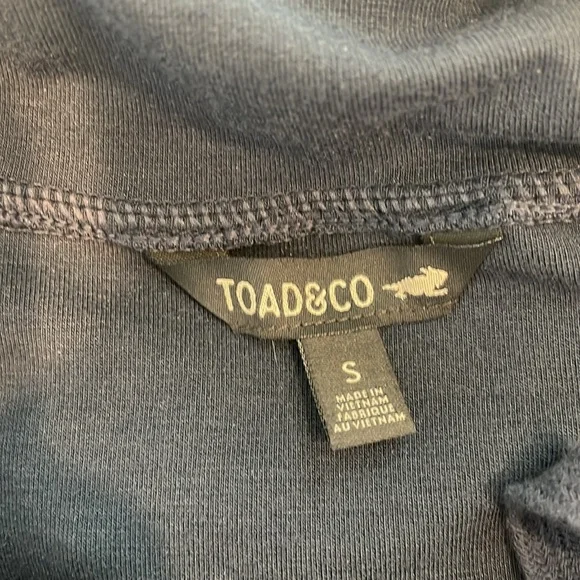 TOAD&CO
S
MADE IN
VIETNAM
FABRIQUE
AU VIETNAM